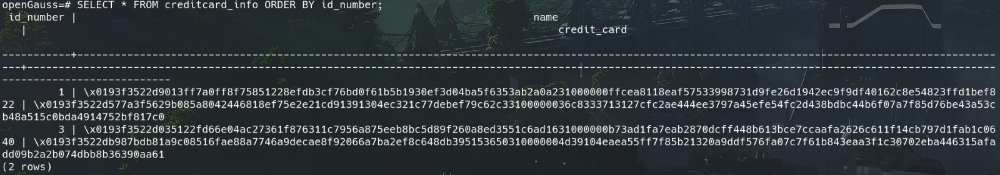 openGauss=# SELECT * FROM creditcard_info ORDER BY id_number;
id_number | name
| credit_card
-----------+---------------------------------------------------------------------------------------------------------------------------------------------------
---+---------------------------------------------------------------------------------------------------------------------------------------------------------------
---------------------------
1 | \x0193f3522d9013ff7a0ff8f75851228efdb3cf76bd0f61b5b1930ef3d04ba5f6353ab2a0a231000000ffcea8118eaf57533998731d9fe26d1942ec9f9df40162c8e54823ffd1bef8
22 | \x0193f3522d577a3f5629b085a8042446818ef75e2e21cd91391304ec321c77debef79c62c33100000036c8333713127cfc2ae444ee3797a45efe54fc2d438bdbc44b6f07a7f85d76be43a53c
b48a515c0bda4914752bf817c0
3 | \x0193f3522d035122fd66e04ac27361f876311c7956a875eeb8bc5d89f260a8ed3551c6ad1631000000b73ad1fa7eab2870dcff448b613bce7ccaafa2626c611f14cb797d1fab1c06
40 | \x0193f3522db987bdb81a9c08516fae88a7746a9decae8f92066a7ba2ef8c648db395153650310000004d39104eaea55ff7f85b21320a9ddf576fa07c7f61b843eaa3f1c30702eba446315afa
dd09b2a2b074dbb8b36390aa61
(2 rows)